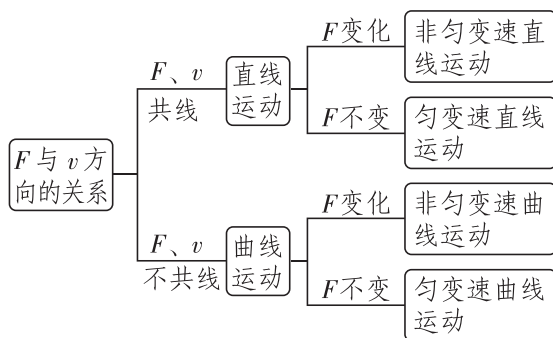 F与v方
向的关系
F、v
共线
直线
运动
F变化
非匀变速直
线运动
F不变
匀变速直线
运动
F、v
不共线
曲线
运动
F变化
非匀变速曲
线运动
F不变
匀变速曲线
运动